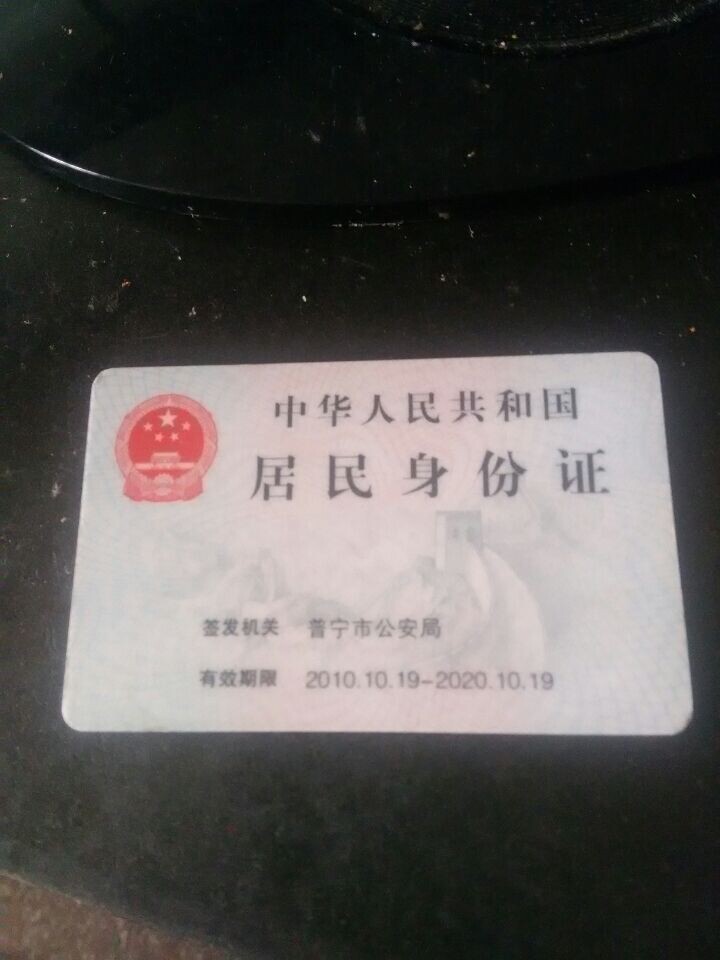 中华人民共和国
居民身份证
签发机关 普宁市公安局
有效期限 2010.10.19-2020.10.19